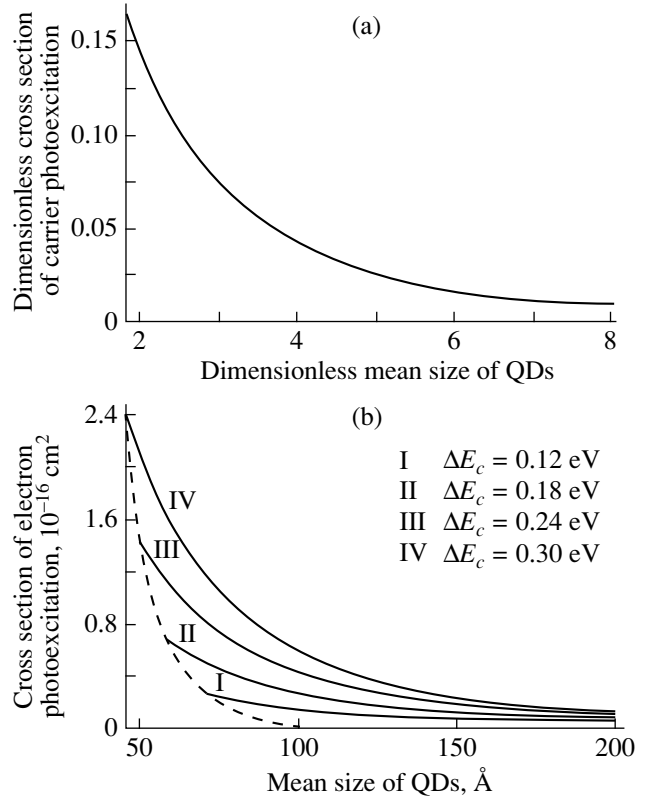 (a)
Dimensionless cross section
of carrier photoexcitation
0.15
0.10
0.05
0
2 4 6 8
Dimensionless mean size of QDs
(b)
Cross section of electron
photoexcitation, 10⁻¹⁶ cm²
2.4
1.6
0.8
0
I ΔE_c = 0.12 eV
II ΔE_c = 0.18 eV
III ΔE_c = 0.24 eV
IV ΔE_c = 0.30 eV
IV
III
II
I
50 100 150 200
Mean size of QDs, Å